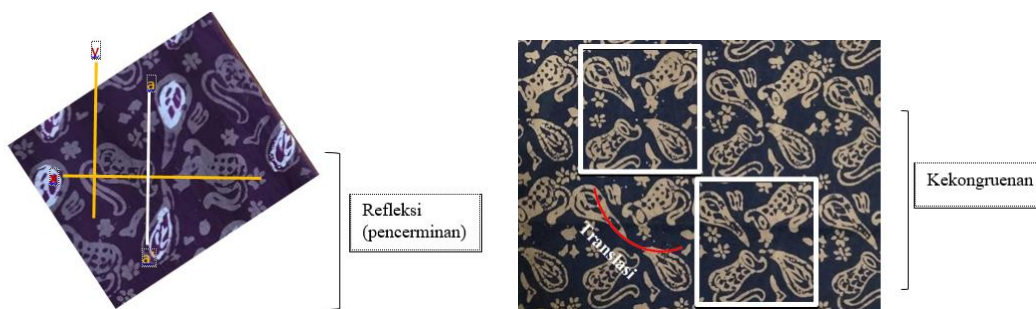 y
a
x
a
Refleksi
(pencerminan)
Translasi
Kekongruenan